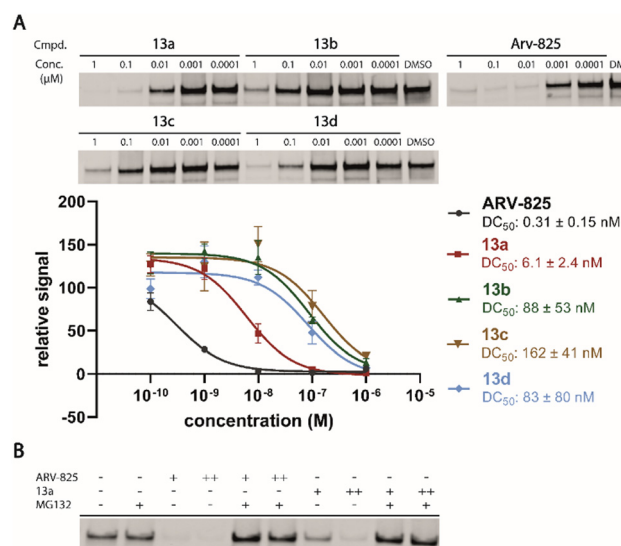 A
Cmpd. 13a 13b Arv-825
Conc. (μM) 1 0.1 0.01 0.001 0.0001 1 0.1 0.01 0.001 0.0001 DMSO 1 0.1 0.01 0.001 0.0001
13c 13d
1 0.1 0.01 0.001 0.0001 1 0.1 0.01 0.001 0.0001 DMSO
relative signal
200
150
100
50
0
-50
10⁻¹⁰ 10⁻⁹ 10⁻⁸ 10⁻⁷ 10⁻⁶ 10⁻⁵
concentration (M)
ARV-825
DC₅₀: 0.31 ± 0.15 nM
13a
DC₅₀: 6.1 ± 2.4 nM
13b
DC₅₀: 88 ± 53 nM
13c
DC₅₀: 162 ± 41 nM
13d
DC₅₀: 83 ± 80 nM
B
ARV-825 - - + ++ + ++ - - - -
13a - - - - - - + ++ + ++
MG132 - + - - + + - - + +